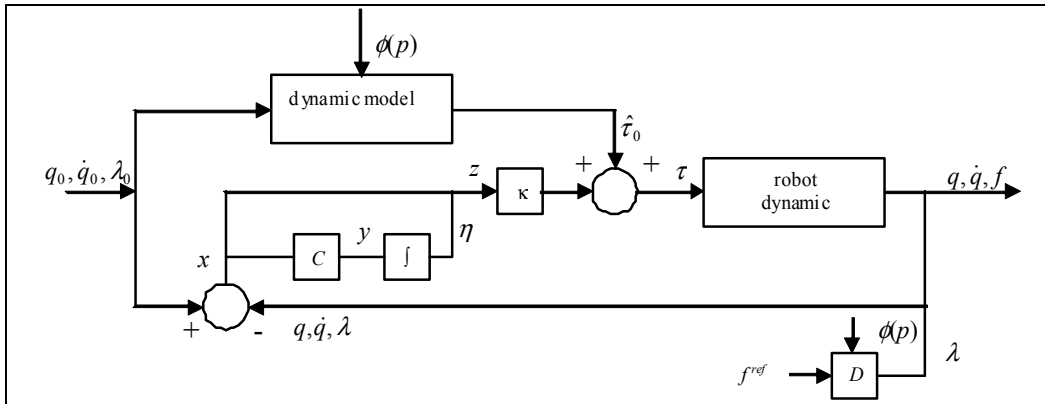 ϕ(p)
dynamic model
τ̂₀
q₀, q̇₀, λ₀
z
κ
+
+
τ
robot
dynamic
q, q̇, f
x
C
y
∫
η
+
-
q, q̇, λ
ϕ(p)
λ
f^ref
D